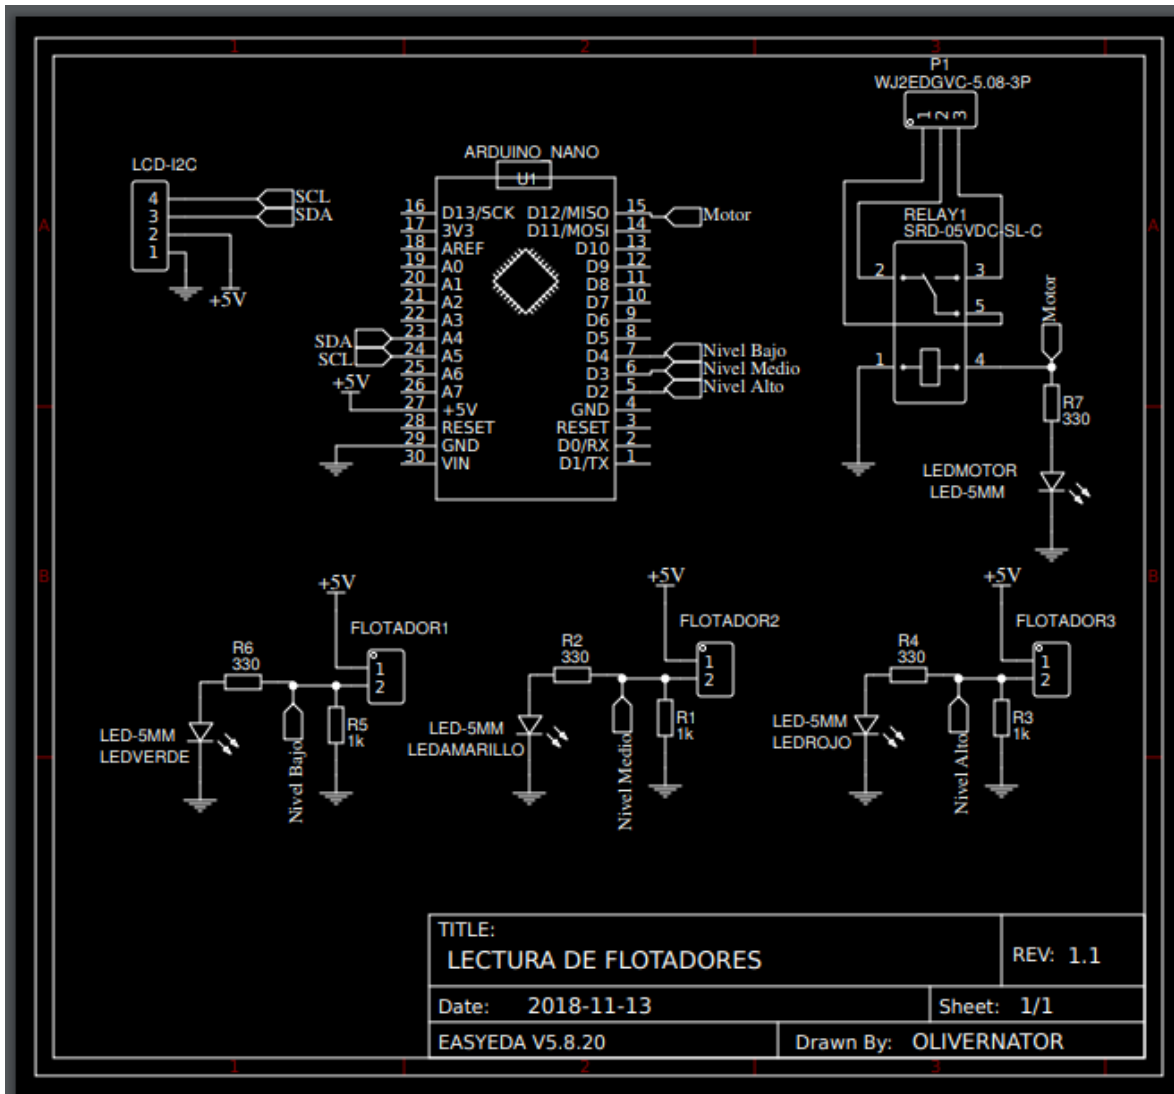 1 2 3
P1
WJ2EDGVC-5.08-3P
1 2 3
LCD-I2C
4 SCL
3 SDA
2
1
+5V
ARDUINO_NANO
U1
16 D13/SCK D12/MISO 15 Motor
17 3V3 D11/MOSI 14
18 AREF D10 13
19 A0 D9 12
20 A1 D8 11
21 A2 D7 10
22 A3 D6 9
SDA 23 A4 D5 8
SCL 24 A5 D4 7 Nivel Bajo
25 A6 D3 6 Nivel Medio
+5V 26 A7 D2 5 Nivel Alto
27 +5V GND 4
28 RESET RESET 3
29 GND D0/RX 2
30 VIN D1/TX 1
RELAY1
SRD-05VDC-SL-C
2 3
5
1 4
Motor
R7
330
LEDMOTOR
LED-5MM
A A
B B
+5V
FLOTADOR1
1
2
R6
330
R5
1k
LED-5MM
LEDVERDE
Nivel Bajo
+5V
FLOTADOR2
1
2
R2
330
R1
1k
LED-5MM
LEDAMARILLO
Nivel Medio
+5V
FLOTADOR3
1
2
R4
330
R3
1k
LED-5MM
LEDROJO
Nivel Alto
TITLE:
LECTURA DE FLOTADORES
REV: 1.1
Date: 2018-11-13
Sheet: 1/1
EASYEDA V5.8.20
Drawn By: OLIVERNATOR
1 2 3